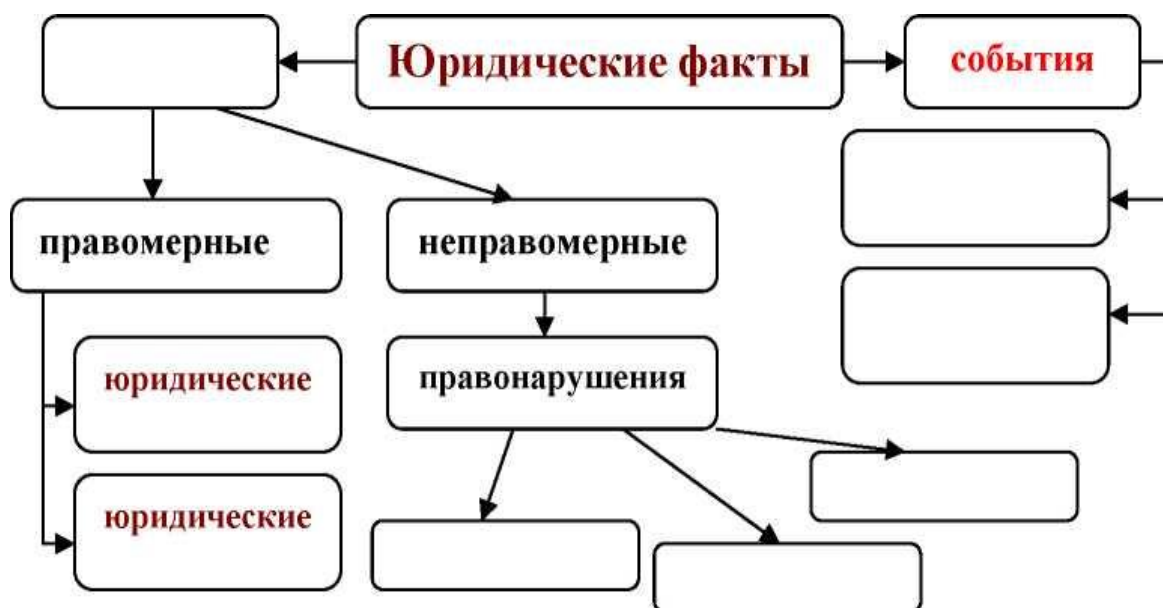 Юридические факты
события
правомерные
неправомерные
юридические
правонарушения
юридические